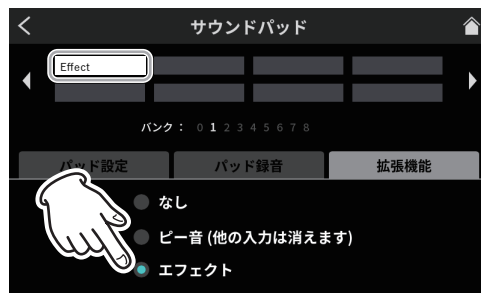 サウンドパッド
Effect
バンク： 0 1 2 3 4 5 6 7 8
パッド設定 パッド録音 拡張機能
なし
ピー音 (他の入力は消えます)
エフェクト